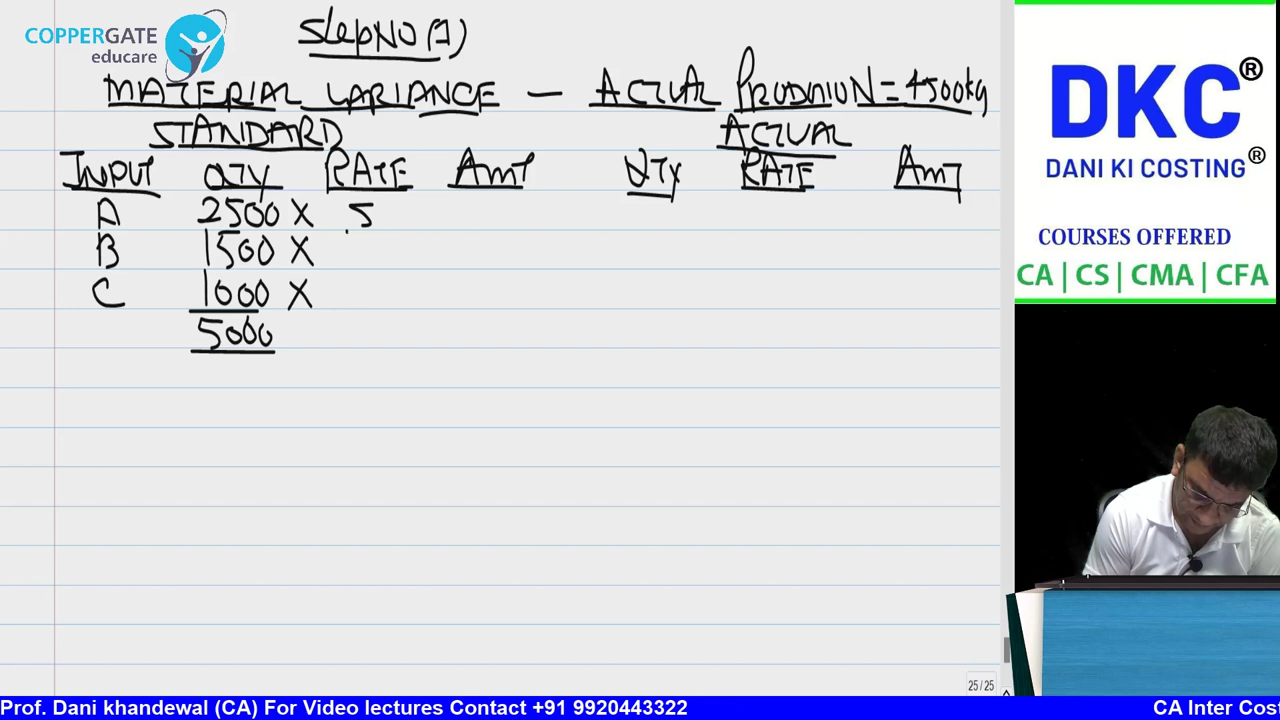 COPPERGATE
educare
Step NO (1)
MATERIAL VARIANCE — ACTUAL PRODUCTION = 4500kg
STANDARD ACTUAL
INPUT QTY RATE AMT QTY RATE AMT
A 2500 X 5
B 1500 X
C 1000 X
5000
DKC®
DANI KI COSTING®
COURSES OFFERED
CA | CS | CMA | CFA
25 / 25
Prof. Dani khandewal (CA) For Video lectures Contact +91 9920443322
CA Inter Cost